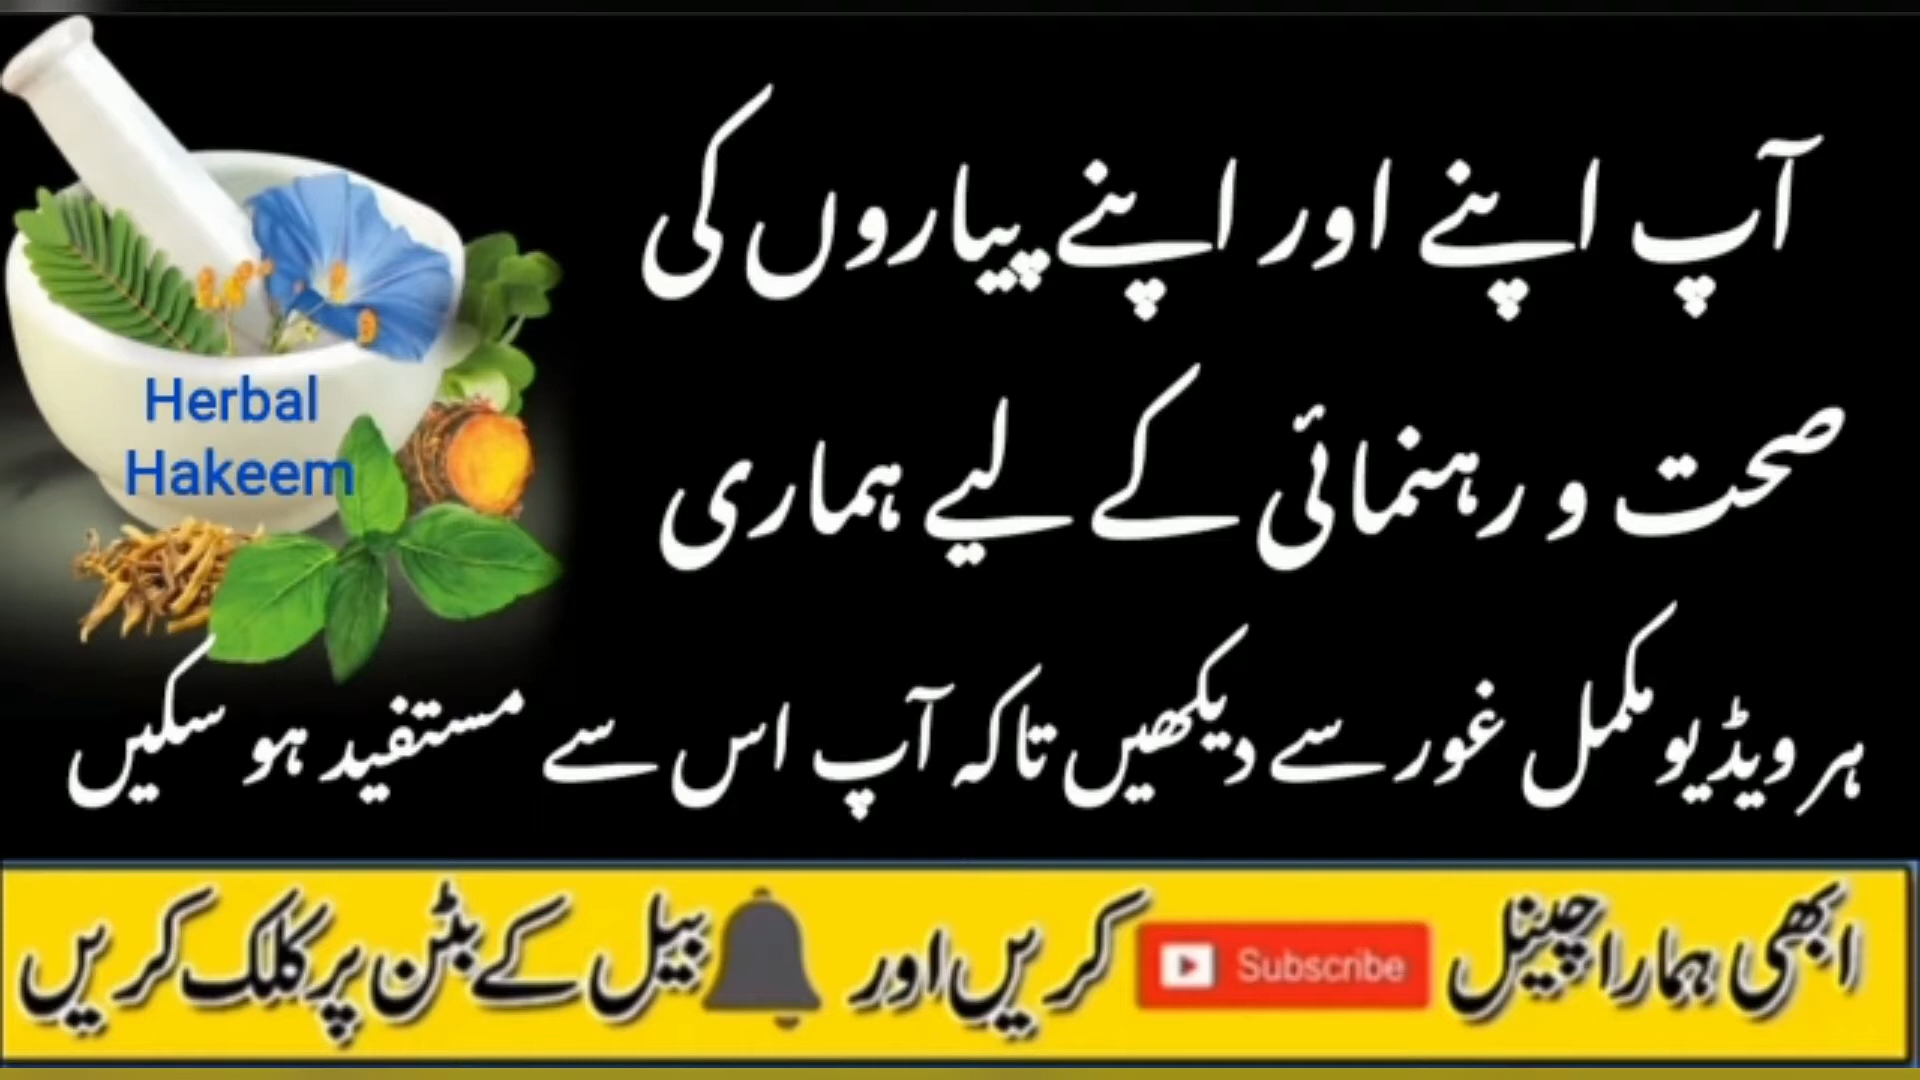 آپ اپنے اور اپنے پیاروں کی
صحت و رہنمائی کے لیے ہماری
ہر ویڈیو مکمل غور سے دیکھیں تاکہ آپ اس سے مستفید ہو سکیں
Herbal
Hakeem
ابھی ہمارا چینل Subscribe کریں اور بیل کے بٹن پر کلک کریں